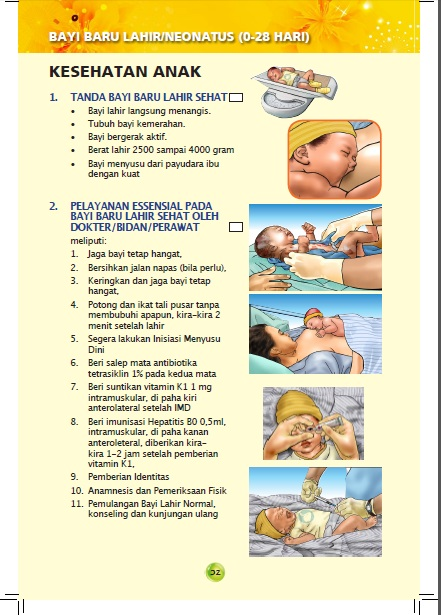 BAYI BARU LAHIR/NEONATUS (0-28 HARI)
KESEHATAN ANAK
1. TANDA BAYI BARU LAHIR SEHAT
• Bayi lahir langsung menangis.
• Tubuh bayi kemerahan.
• Bayi bergerak aktif.
• Berat lahir 2500 sampai 4000 gram
• Bayi menyusu dari payudara ibu
dengan kuat
2. PELAYANAN ESSENSIAL PADA
BAYI BARU LAHIR SEHAT OLEH
DOKTER/BIDAN/PERAWAT
meliputi:
1. Jaga bayi tetap hangat,
2. Bersihkan jalan napas (bila perlu),
3. Keringkan dan jaga bayi tetap
hangat,
4. Potong dan ikat tali pusar tanpa
membubuhi apapun, kira-kira 2
menit setelah lahir
5. Segera lakukan Inisiasi Menyusu
Dini
6. Beri salep mata antibiotika
tetrasiklin 1% pada kedua mata
7. Beri suntikan vitamin K1 1 mg
intramuskular, di paha kiri
anterolateral setelah IMD
8. Beri imunisasi Hepatitis B0 0,5ml,
intramuskular, di paha kanan
anteroleteral, diberikan kira-
kira 1-2 jam setelah pemberian
vitamin K1,
9. Pemberian Identitas
10. Anamnesis dan Pemeriksaan Fisik
11. Pemulangan Bayi Lahir Normal,
konseling dan kunjungan ulang
32